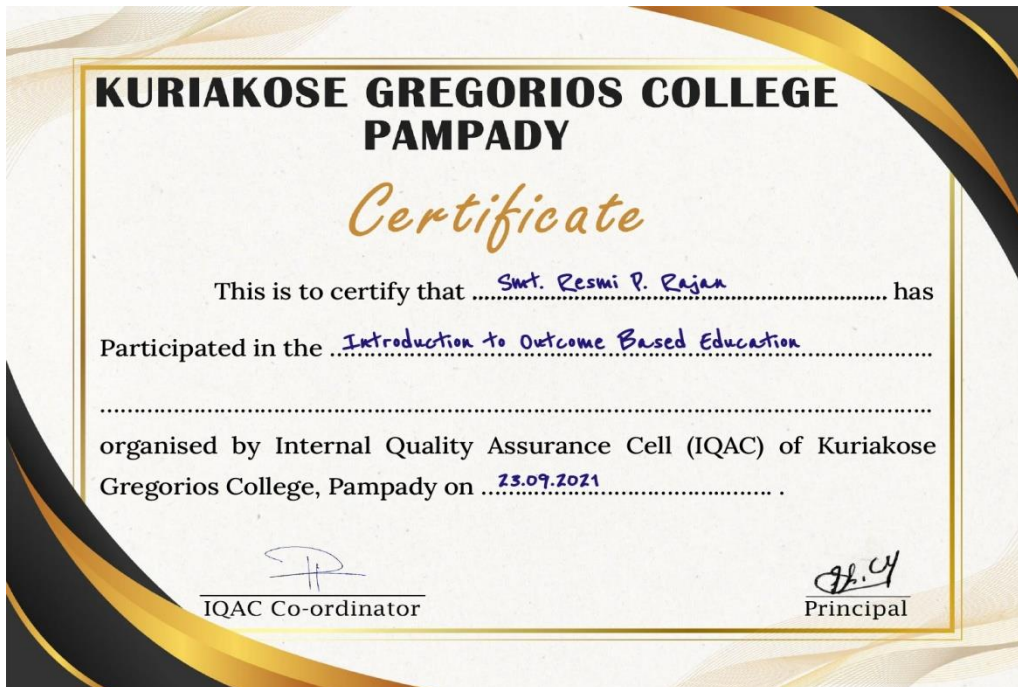 KURIAKOSE GREGORIOS COLLEGE
PAMPADY
Certificate
This is to certify that ...Smt. Resmi P. Rajan... has
Participated in the ..Introduction to Outcome Based Education..
organised by Internal Quality Assurance Cell (IQAC) of Kuriakose
Gregorios College, Pampady on ..23.09.2021.. .
IQAC Co-ordinator
Principal